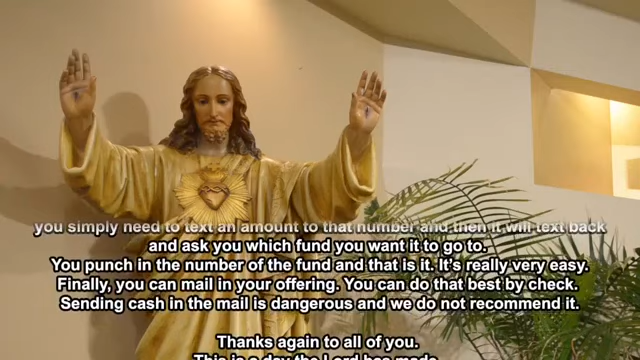 you simply need to text an amount to that number and then it will text back
and ask you which fund you want it to go to.
You punch in the number of the fund and that is it. It's really very easy.
Finally, you can mail in your offering. You can do that best by check.
Sending cash in the mail is dangerous and we do not recommend it.
Thanks again to all of you.
This is a day the Lord has made